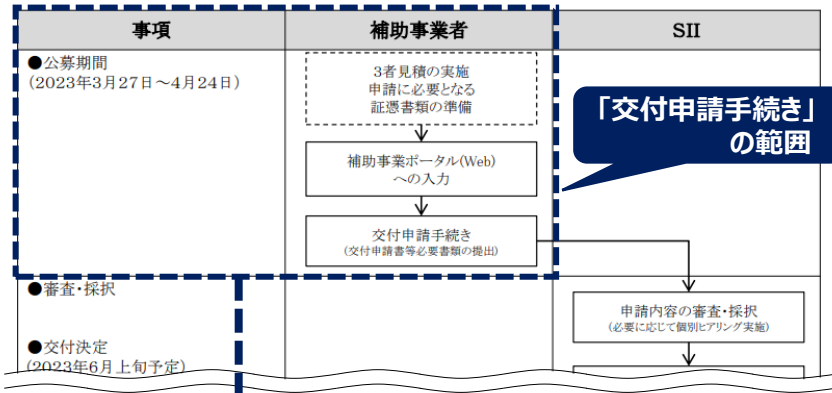 事項
補助事業者
SII
●公募期間
(2023年3月27日～4月24日)
3者見積の実施
申請に必要となる
証憑書類の準備
「交付申請手続き」
の範囲
補助事業ポータル(Web)
への入力
交付申請手続き
(交付申請書等必要書類の提出)
●審査・採択
申請内容の審査・採択
(必要に応じて個別ヒアリング実施)
●交付決定
(2023年6月上旬予定)